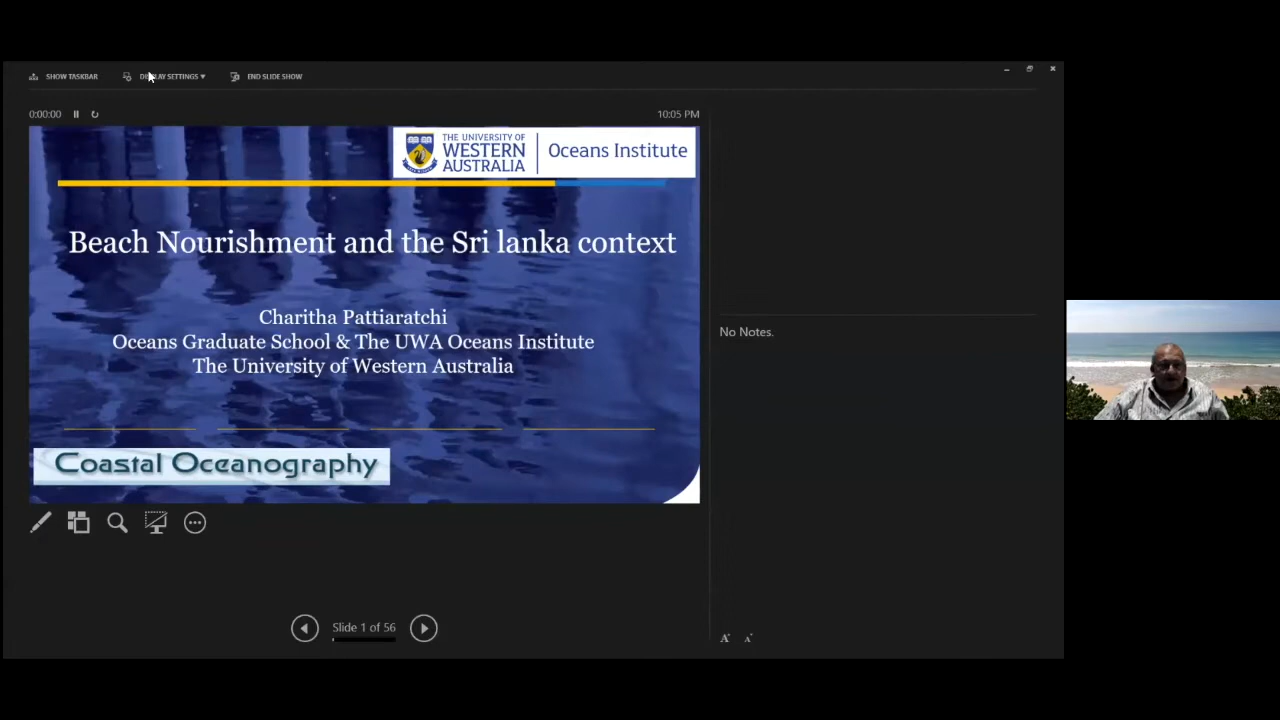 SHOW TASKBAR
DISPLAY SETTINGS ▼
END SLIDE SHOW
0:00:00
10:05 PM
THE UNIVERSITY OF
WESTERN
AUSTRALIA
Oceans Institute
Beach Nourishment and the Sri lanka context
Charitha Pattiaratchi
Oceans Graduate School & The UWA Oceans Institute
The University of Western Australia
Coastal Oceanography
No Notes.
Slide 1 of 56
A
A